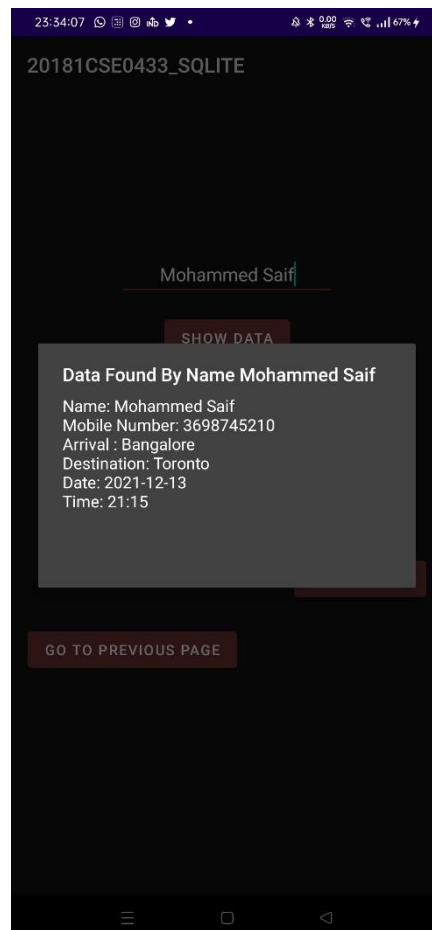 23:34:07 0.00 KB/S 67%
20181CSE0433_SQLITE
Mohammed Saif
SHOW DATA
Data Found By Name Mohammed Saif
Name: Mohammed Saif
Mobile Number: 3698745210
Arrival : Bangalore
Destination: Toronto
Date: 2021-12-13
Time: 21:15
GO TO PREVIOUS PAGE